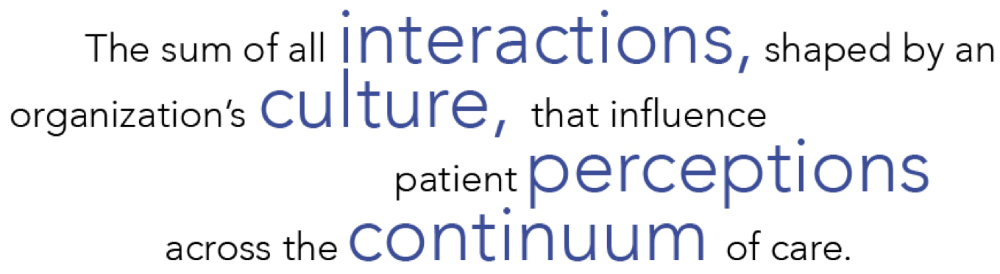 The sum of all interactions, shaped by an
organization’s culture, that influence
patient perceptions
across the continuum of care.